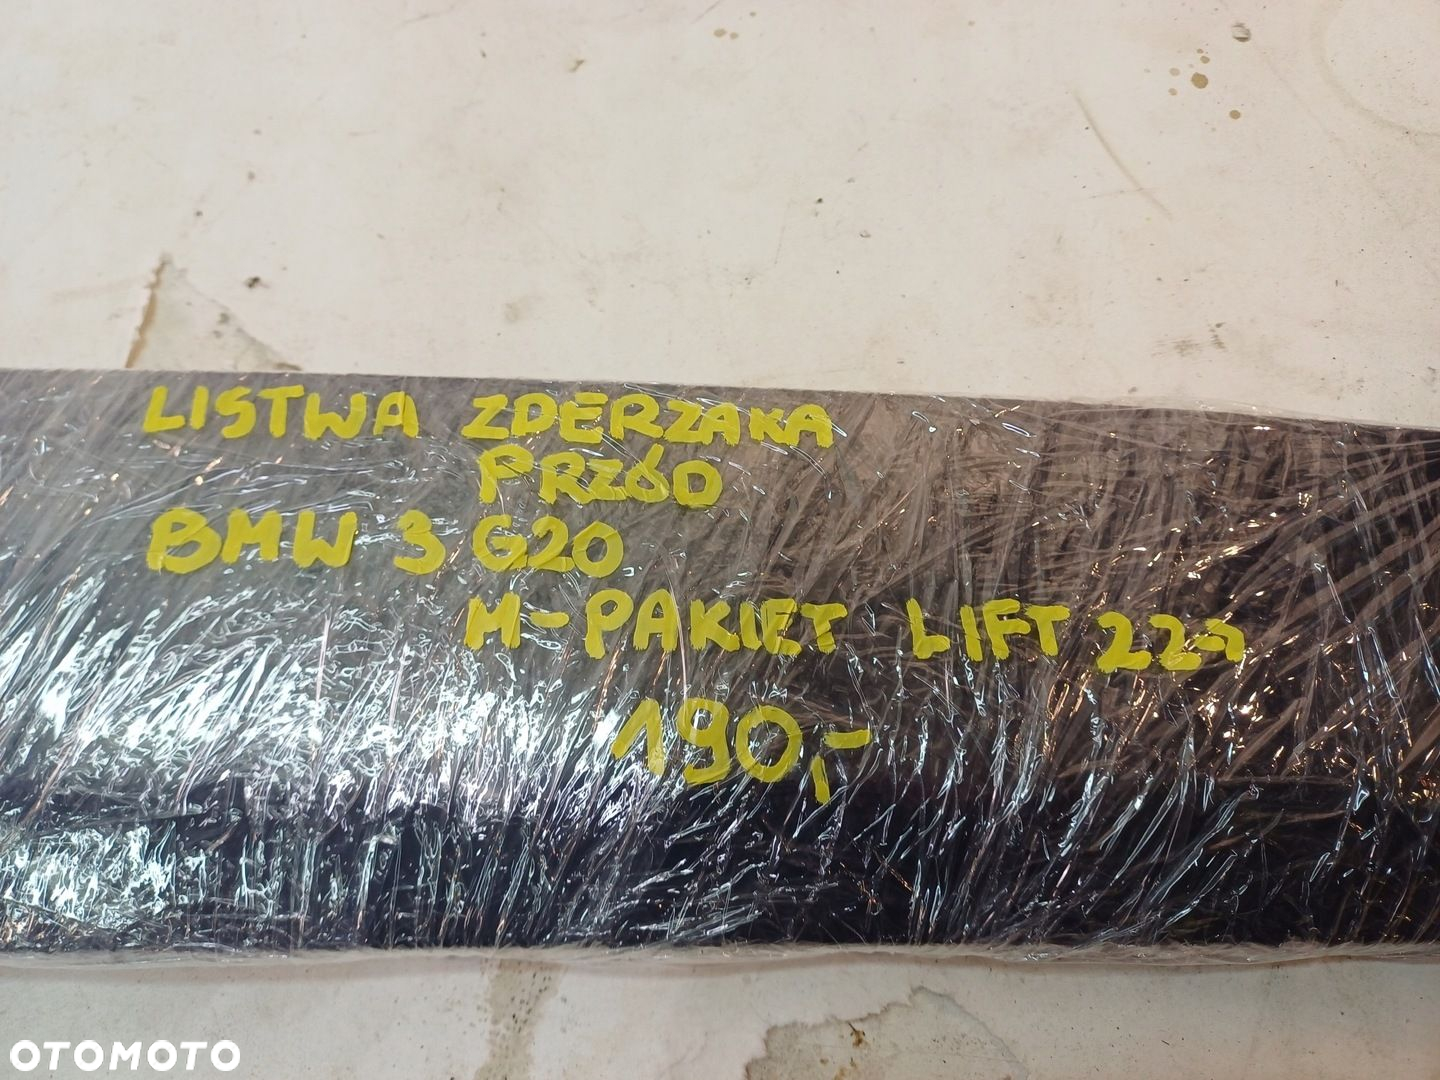 LISTWA ZDERZAKA
PRZÓD
BMW 3 G20
M-PAKIET LIFT 22-
190,-
OTOMOTO